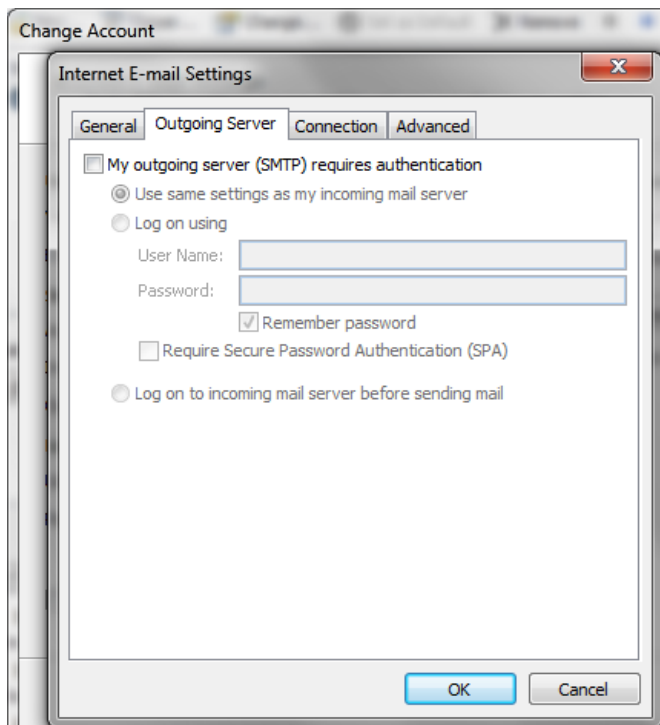 Change Account
Internet E-mail Settings
General Outgoing Server Connection Advanced
My outgoing server (SMTP) requires authentication
Use same settings as my incoming mail server
Log on using
User Name:
Password:
Remember password
Require Secure Password Authentication (SPA)
Log on to incoming mail server before sending mail
OK Cancel